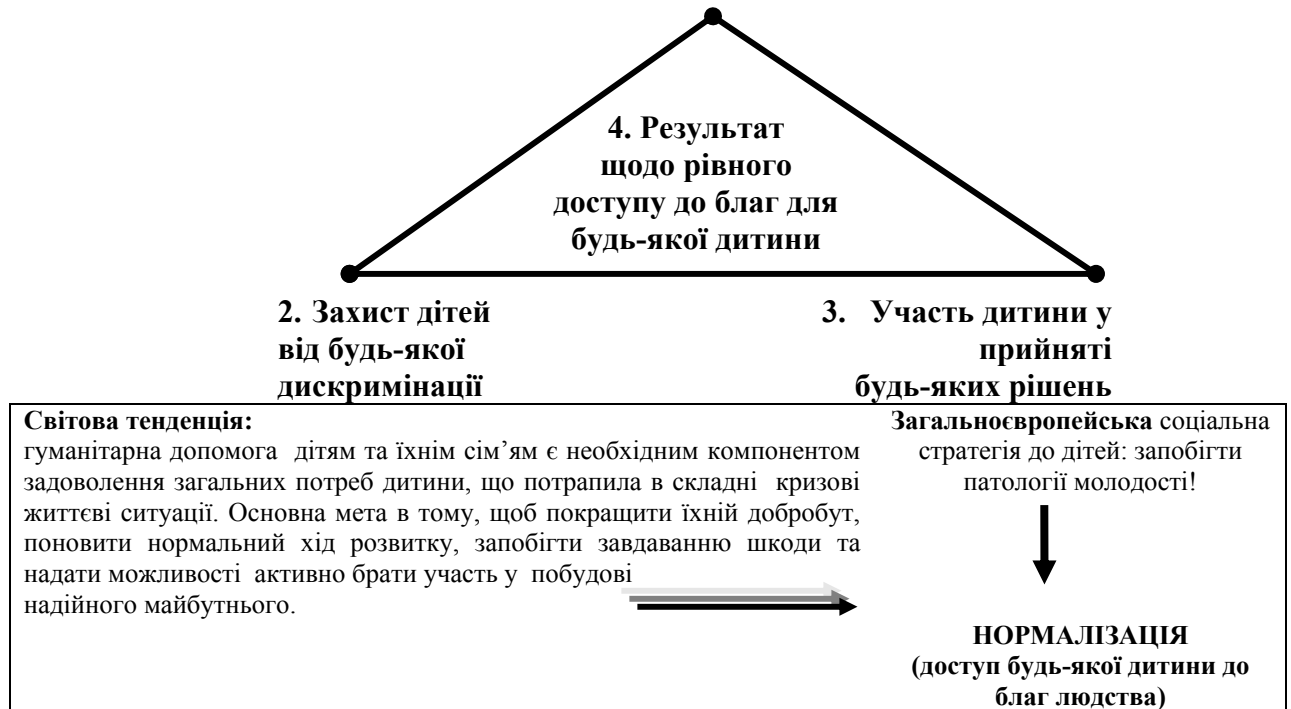 4. Результат
щодо рівного
доступу до благ для
будь-якої дитини
2. Захист дітей
від будь-якої
дискримінації
3. Участь дитини у
прийняті
будь-яких рішень
Світова тенденція:
гуманітарна допомога дітям та їхнім сім’ям є необхідним компонентом
задоволення загальних потреб дитини, що потрапила в складні кризові
життєві ситуації. Основна мета в тому, щоб покращити їхній добробут,
поновити нормальний хід розвитку, запобігти завдаванню шкоди та
надати можливості активно брати участь у побудові
надійного майбутнього.
Загальноєвропейська соціальна
стратегія до дітей: запобігти
патології молодості!
НОРМАЛІЗАЦІЯ
(доступ будь-якої дитини до
благ людства)